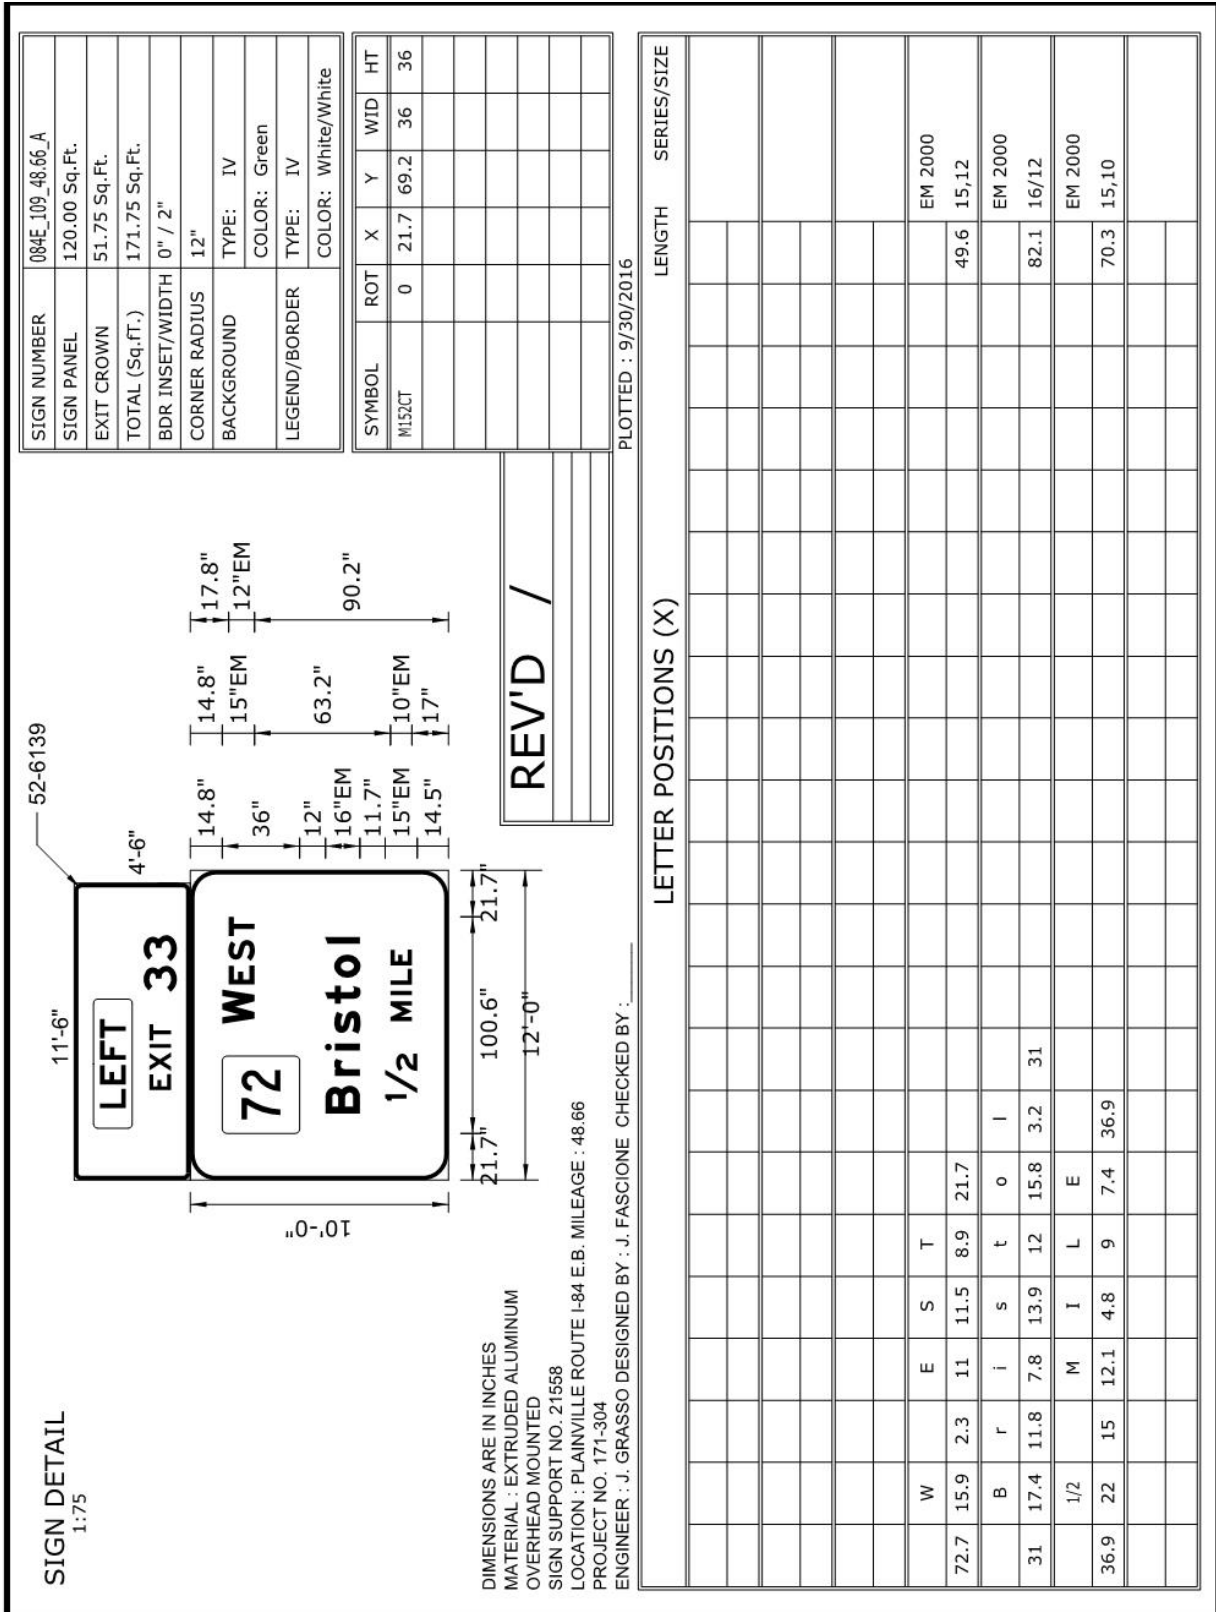 SIGN DETAIL
1:75
11'-6"
52-6139
4'-6"
LEFT
EXIT 33
72 WEST
Bristol
1/2 MILE
10'-0"
14.8"
36"
12"
16"EM
11.7"
15"EM
14.5"
14.8"
15"EM
63.2"
10"EM
17"
17.8"
12"EM
90.2"
21.7" 100.6" 21.7"
12'-0"
SIGN NUMBER 084E_109_48.66_A
SIGN PANEL 120.00 Sq.Ft.
EXIT CROWN 51.75 Sq.Ft.
TOTAL (Sq.fT.) 171.75 Sq.Ft.
BDR INSET/WIDTH 0" / 2"
CORNER RADIUS 12"
BACKGROUND TYPE: IV
COLOR: Green
LEGEND/BORDER TYPE: IV
COLOR: White/White
SYMBOL ROT X Y WID HT
M152CT 0 21.7 69.2 36 36
REV'D /
DIMENSIONS ARE IN INCHES
MATERIAL : EXTRUDED ALUMINUM
OVERHEAD MOUNTED
SIGN SUPPORT NO. 21558
LOCATION : PLAINVILLE ROUTE I-84 E.B. MILEAGE : 48.66
PROJECT NO. 171-304
ENGINEER : J. GRASSO DESIGNED BY : J. FASCIONE CHECKED BY :______
PLOTTED : 9/30/2016
LETTER POSITIONS (X) LENGTH SERIES/SIZE
W E S T EM 2000
72.7 15.9 2.3 11 11.5 8.9 21.7 49.6 15,12
B r i s t o l EM 2000
31 17.4 11.8 7.8 13.9 12 15.8 3.2 31 82.1 16/12
1/2 M I L E EM 2000
36.9 22 15 12.1 4.8 9 7.4 36.9 70.3 15,10